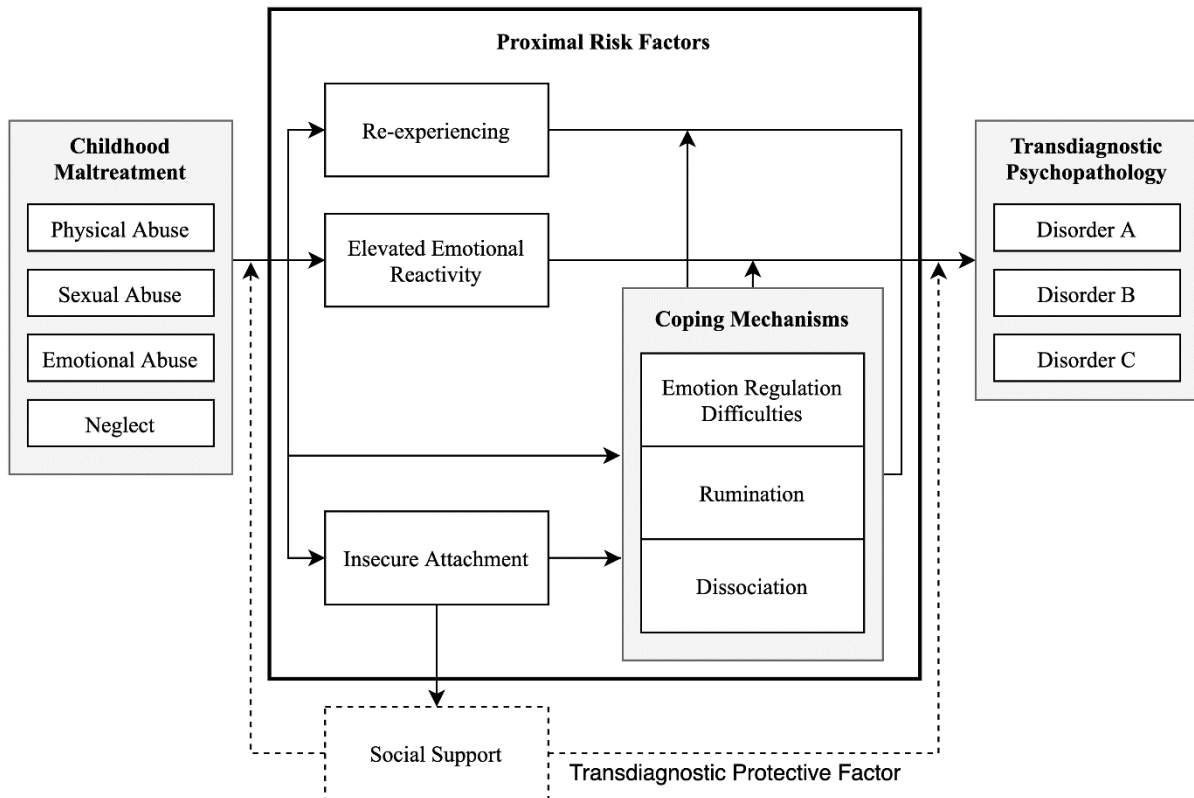 Proximal Risk Factors
Childhood
Maltreatment
Physical Abuse
Sexual Abuse
Emotional Abuse
Neglect
Re-experiencing
Elevated Emotional
Reactivity
Insecure Attachment
Coping Mechanisms
Emotion Regulation
Difficulties
Rumination
Dissociation
Transdiagnostic
Psychopathology
Disorder A
Disorder B
Disorder C
Social Support
Transdiagnostic Protective Factor